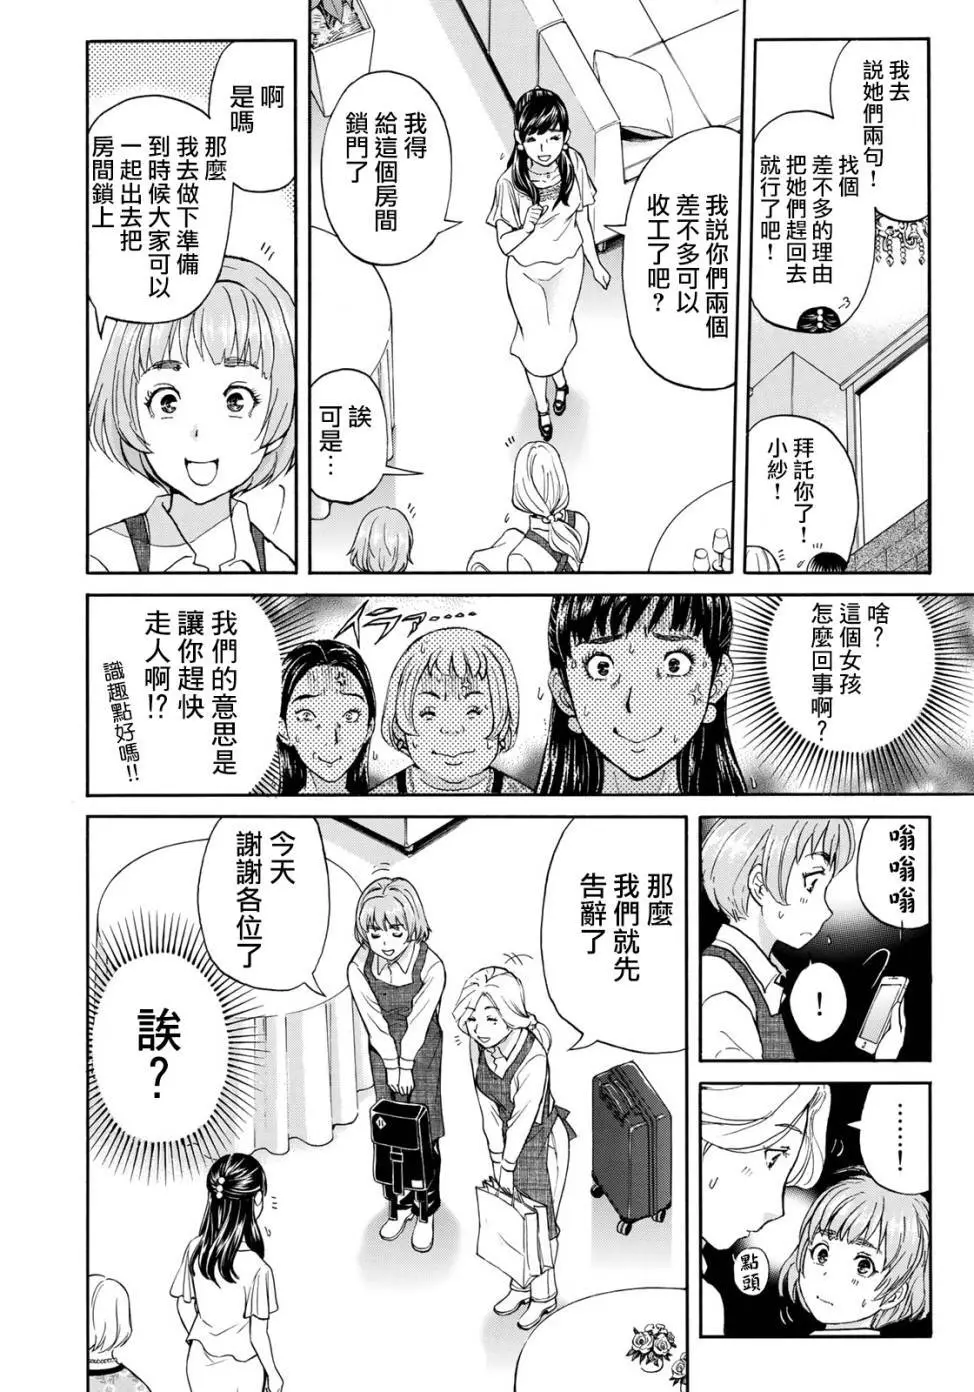 我去
説她們兩句！
找個
差不多的理由
把她們趕回去
就行了吧！
拜託你了！
小紗！
我説你們兩個
差不多可以
收工了吧？
我得
給這個房間
鎖門了
誒
可是…
啊
是嗎
那麼
我去做下準備
到時候大家可以
一起出去把
房間鎖上
啥？
這個女孩
怎麼回事啊？
イラァ…
我們的意思是
讓你趕快
走人啊!?
識趣點好嗎!!
嗡嗡嗡
！
……！
點頭
那麼
我們就先
告辭了
今天
謝謝各位了
誒？